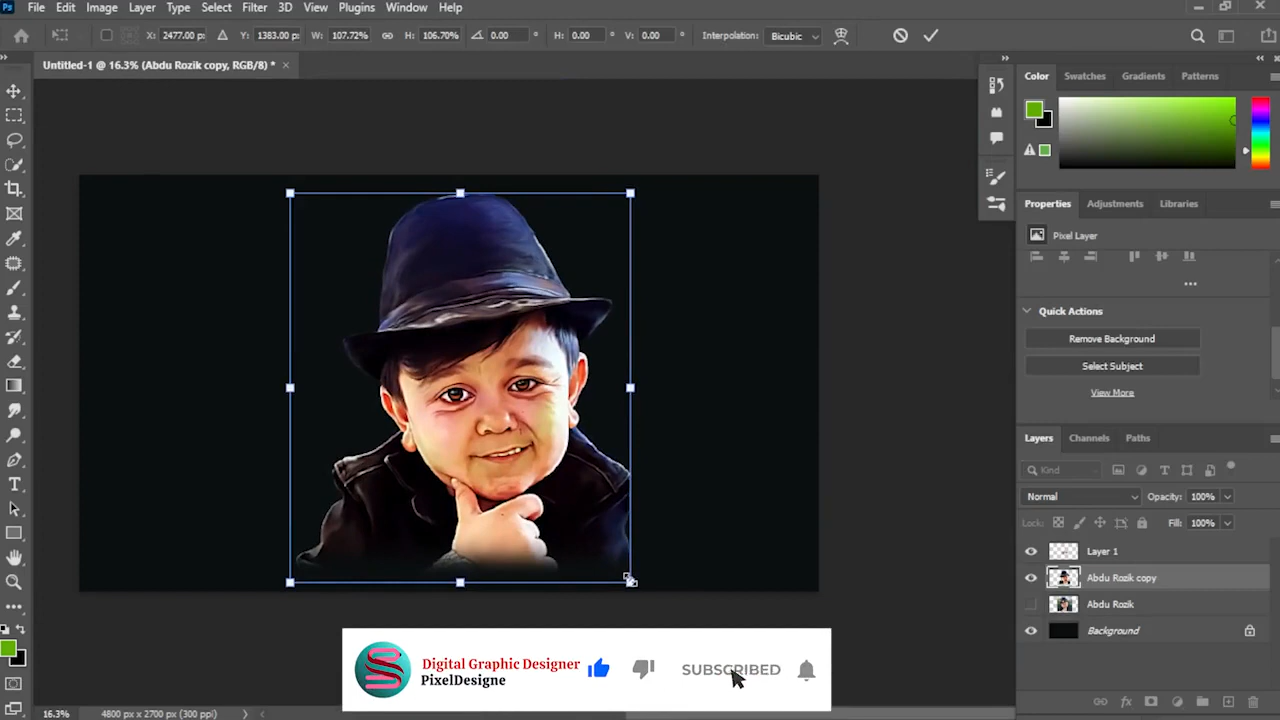 Ps File Edit Image Layer Type Select Filter 3D View Plugins Window Help
X: 2477.00 px Y: 1383.00 px W: 107.72% H: 106.70% 0.00 ° H: 0.00 ° V: 0.00 ° Interpolation: Bicubic
Untitled-1 @ 16.3% (Abdu Rozik copy, RGB/8) * ×
Color Swatches Gradients Patterns
Properties Adjustments Libraries
Pixel Layer
Quick Actions
Remove Background
Select Subject
View More
Layers Channels Paths
Kind
Normal Opacity: 100%
Lock: Fill: 100%
Layer 1
Abdu Rozik copy
Abdu Rozik
Background
Digital Graphic Designer
PixelDesigne
SUBSCRIBED
16.3% 4800 px x 2700 px (300 ppi)